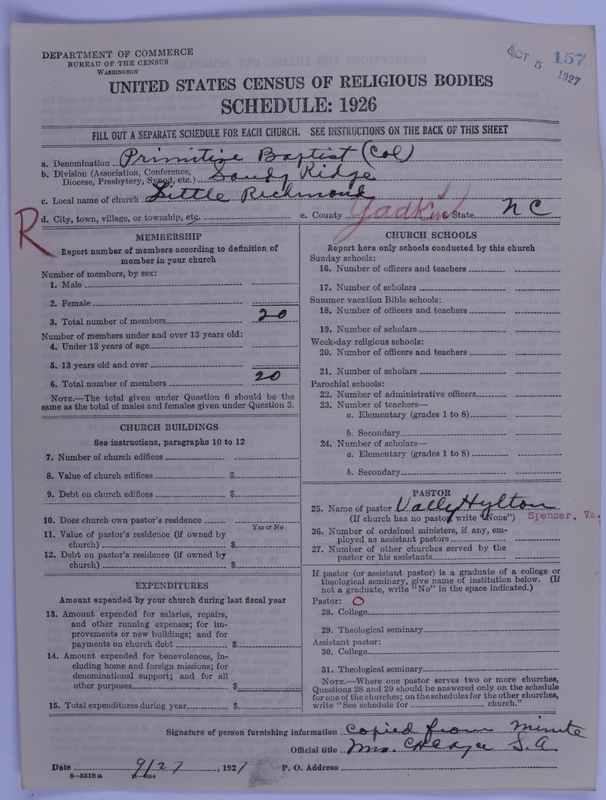 DEPARTMENT OF COMMERCE
BUREAU OF THE CENSUS
WASHINGTON
OCT 5 1927
157
UNITED STATES CENSUS OF RELIGIOUS BODIES
SCHEDULE: 1926
FILL OUT A SEPARATE SCHEDULE FOR EACH CHURCH. SEE INSTRUCTIONS ON THE BACK OF THIS SHEET
a. Denomination Primitive Baptist (Col)
b. Division (Association, Conference, Diocese, Presbytery, Synod, etc.) Sandy Ridge
c. Local name of church Little Richmond
d. City, town, village, or township, etc. e. County Yadkin State N C
R
MEMBERSHIP
Report number of members according to definition of
member in your church
Number of members, by sex:
1. Male
2. Female
3. Total number of members 20
Number of members under and over 13 years old:
4. Under 13 years of age
5. 13 years old and over
6. Total number of members 20
NOTE.—The total given under Question 6 should be the
same as the total of males and females given under Question 3.
CHURCH BUILDINGS
See instructions, paragraphs 10 to 12
7. Number of church edifices
8. Value of church edifices $
9. Debt on church edifices $
10. Does church own pastor's residence
Yes or No
11. Value of pastor's residence (if owned by
church) $
12. Debt on pastor's residence (if owned by
church) $
EXPENDITURES
Amount expended by your church during last fiscal year
13. Amount expended for salaries, repairs,
and other running expenses; for im-
provements or new buildings; and for
payments on church debt $
14. Amount expended for benevolences, in-
cluding home and foreign missions; for
denominational support; and for all
other purposes $
15. Total expenditures during year $
CHURCH SCHOOLS
Report here only schools conducted by this church
Sunday schools:
16. Number of officers and teachers
17. Number of scholars
Summer vacation Bible schools:
18. Number of officers and teachers
19. Number of scholars
Week-day religious schools:
20. Number of officers and teachers
21. Number of scholars
Parochial schools:
22. Number of administrative officers
23. Number of teachers—
a. Elementary (grades 1 to 8)
b. Secondary
24. Number of scholars—
a. Elementary (grades 1 to 8)
b. Secondary
PASTOR
25. Name of pastor Vally Hylton
(If church has no pastor, write "None") Spencer, Va.
26. Number of ordained ministers, if any, em-
ployed as assistant pastors
27. Number of other churches served by the
pastor or his assistants
If pastor (or assistant pastor) is a graduate of a college or
theological seminary, give name of institution below. (If
not a graduate, write "No" in the space indicated.)
Pastor: O
28. College
29. Theological seminary
Assistant pastor:
30. College
31. Theological seminary
NOTE.—Where one pastor serves two or more churches,
Questions 28 and 29 should be answered only on the schedule
for one of the churches; on the schedules for the other churches,
write "See schedule for church."
Signature of person furnishing information Copied from Minute
Official title Mrs. S. A.
Date 9/27, 1927 P. O. Address
8-5518a